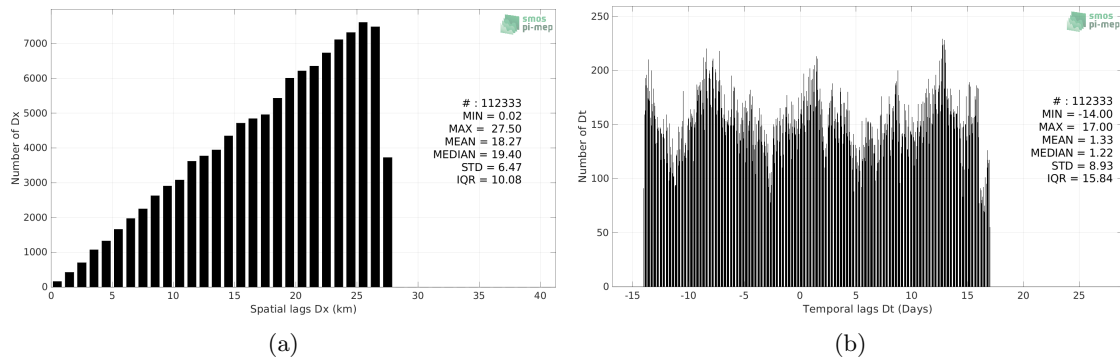 smos
pi-mep
7000
6000
5000
4000
3000
2000
1000
0
Number of Dx
# : 112333
MIN = 0.02
MAX = 27.50
MEAN = 18.27
MEDIAN = 19.40
STD = 6.47
IQR = 10.08
0 5 10 15 20 25 30 35 40
Spatial lags Dx (km)
(a)
smos
pi-mep
250
200
150
100
50
0
Number of Dt
# : 112333
MIN = -14.00
MAX = 17.00
MEAN = 1.33
MEDIAN = 1.22
STD = 8.93
IQR = 15.84
-15 -10 -5 0 5 10 15 20 25
Temporal lags Dt (Days)
(b)